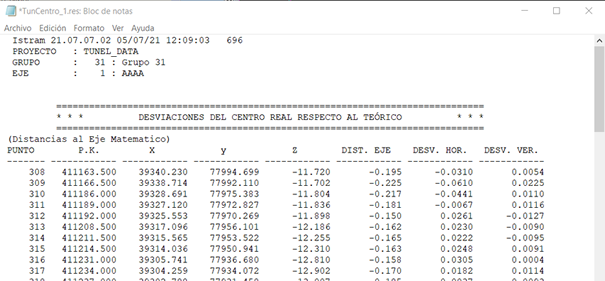 *TunCentro_1.res: Bloc de notas
Archivo Edición Formato Ver Ayuda
Istram 21.07.07.02 05/07/21 12:09:03 696
PROYECTO : TUNEL_DATA
GRUPO : 31 : Grupo 31
EJE : 1 : AAAA
==============================================================================
* * * DESVIACIONES DEL CENTRO REAL RESPECTO AL TEÓRICO * * *
==============================================================================
(Distancias al Eje Matematico)
PUNTO P.K. X y Z DIST. EJE DESV. HOR. DESV. VER.
------- ----------- ----------- ----------- ----------- ----------- ----------- -----------
308 411163.500 39340.230 77994.699 -11.720 -0.195 -0.0310 0.0054
309 411166.500 39338.714 77992.110 -11.702 -0.225 -0.0610 0.0225
310 411186.000 39328.691 77975.383 -11.804 -0.217 -0.0441 0.0110
311 411189.000 39327.120 77972.827 -11.836 -0.181 -0.0067 0.0116
312 411192.000 39325.553 77970.269 -11.898 -0.150 0.0261 -0.0127
313 411208.500 39317.096 77956.101 -12.186 -0.162 0.0230 -0.0090
314 411211.500 39315.565 77953.522 -12.255 -0.165 0.0222 -0.0095
315 411214.500 39314.036 77950.941 -12.310 -0.163 0.0248 0.0091
316 411231.000 39305.741 77936.680 -12.810 -0.158 0.0305 0.0004
317 411234.000 39304.259 77934.072 -12.902 -0.170 0.0182 0.0114